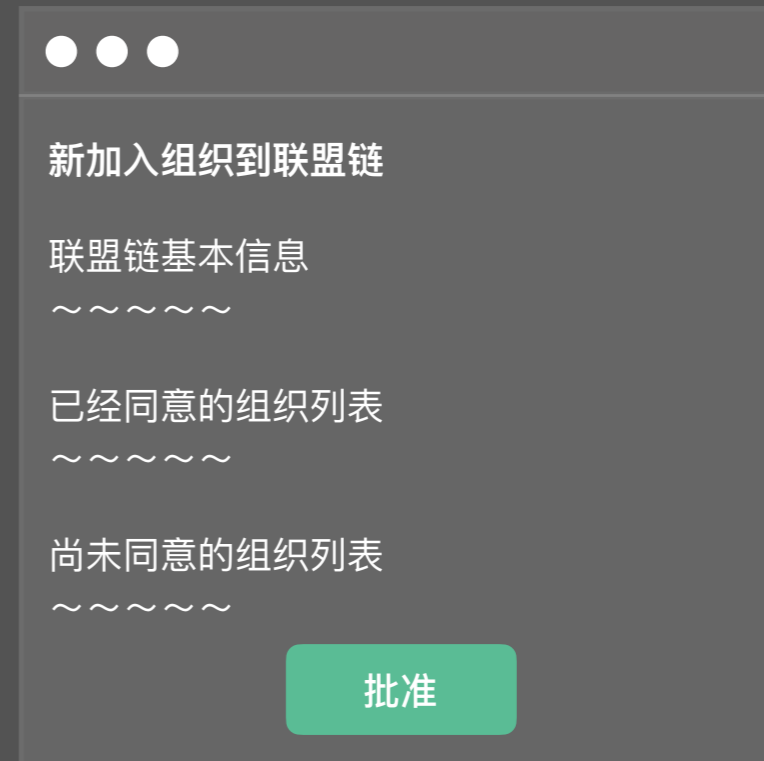 新加入组织到联盟链
联盟链基本信息
～～～～～
已经同意的组织列表
～～～～～
尚未同意的组织列表
～～～～～
批准